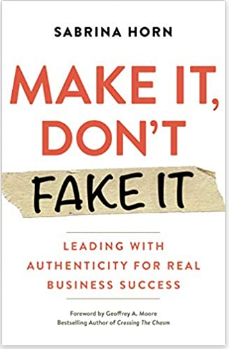 SABRINA HORN
MAKE IT,
DON'T
FAKE IT
LEADING WITH
AUTHENTICITY FOR REAL
BUSINESS SUCCESS
Foreword by Geoffrey A. Moore
Bestselling Author of Crossing The Chasm